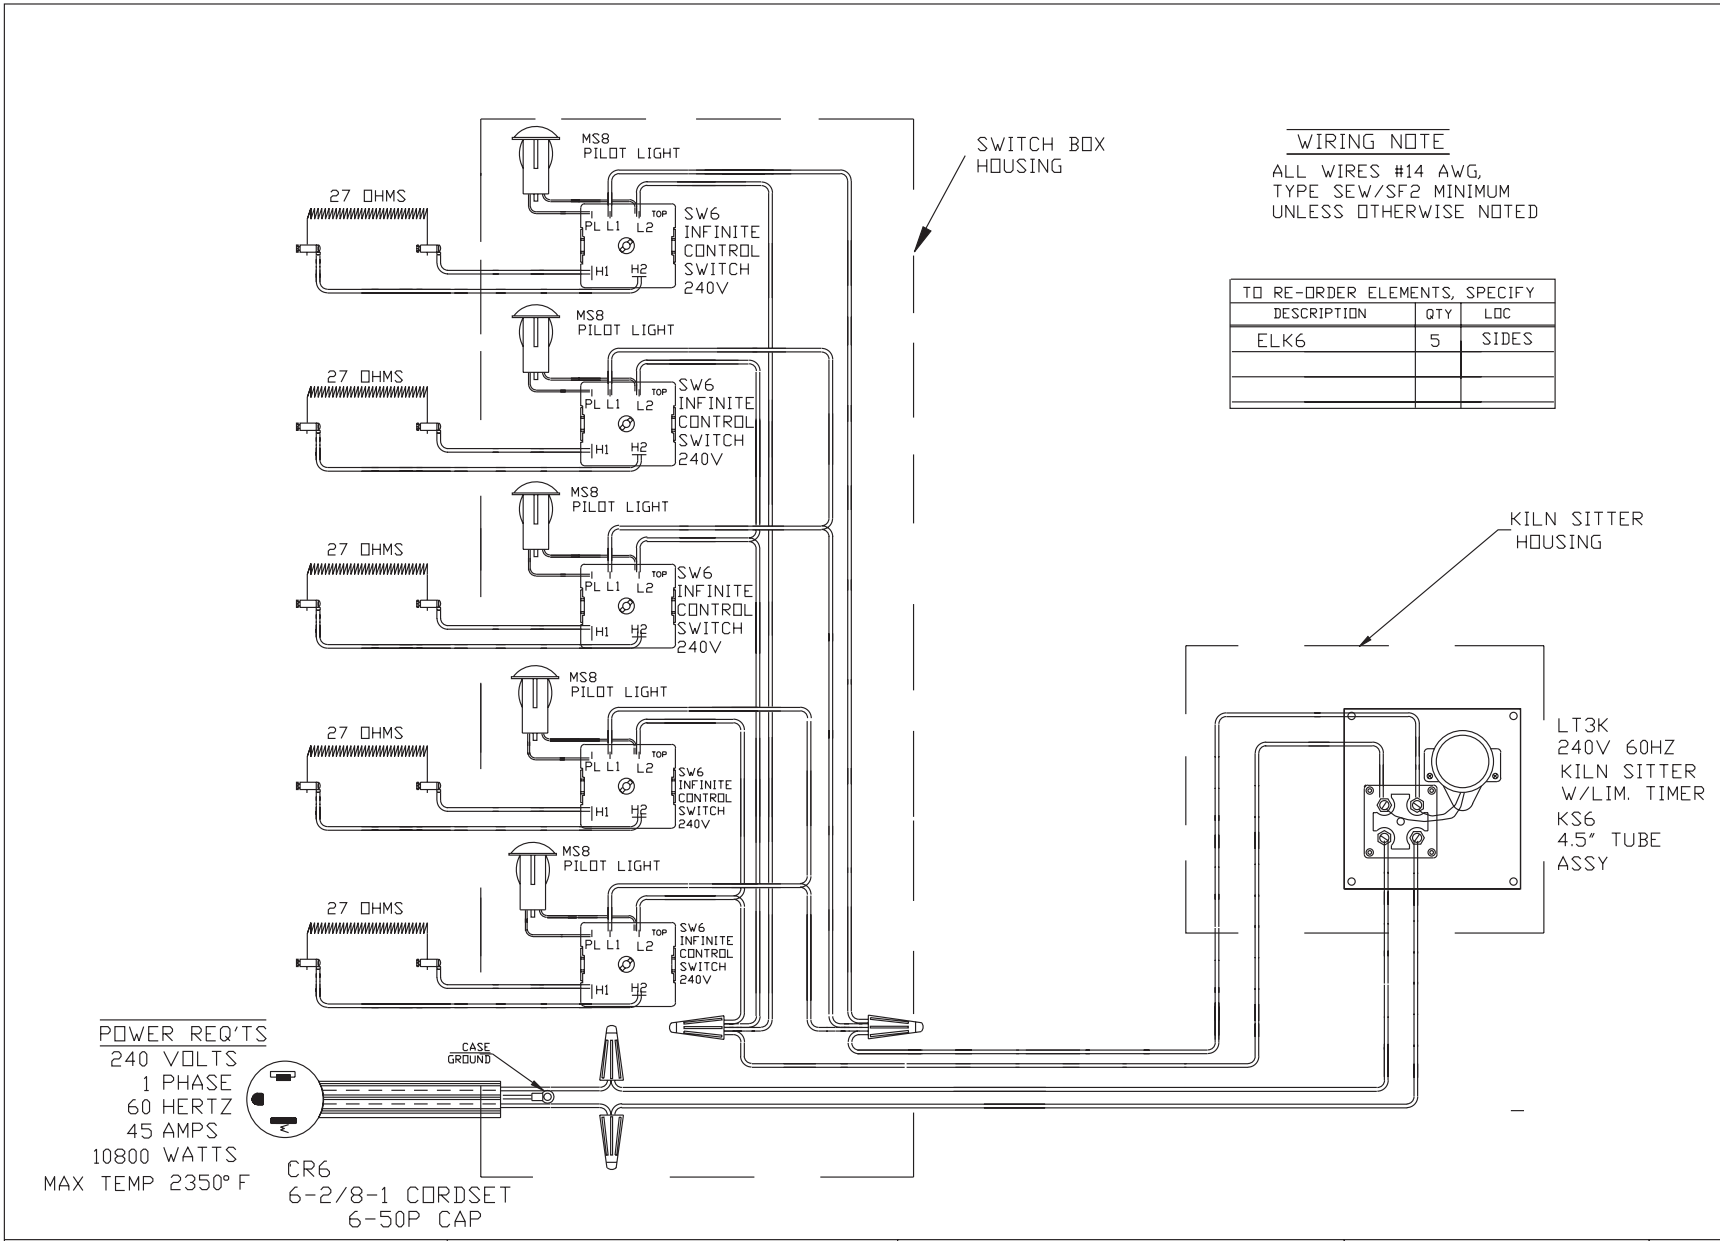 MS8
PILOT LIGHT
27 OHMS
PL L1 L2 TOP
H1 H2
SW6
INFINITE
CONTROL
SWITCH
240V
MS8
PILOT LIGHT
27 OHMS
PL L1 L2 TOP
H1 H2
SW6
INFINITE
CONTROL
SWITCH
240V
MS8
PILOT LIGHT
27 OHMS
PL L1 L2 TOP
H1 H2
SW6
INFINITE
CONTROL
SWITCH
240V
MS8
PILOT LIGHT
27 OHMS
PL L1 L2 TOP
H1 H2
SW6
INFINITE
CONTROL
SWITCH
240V
MS8
PILOT LIGHT
27 OHMS
PL L1 L2 TOP
H1 H2
SW6
INFINITE
CONTROL
SWITCH
240V
SWITCH BOX
HOUSING
WIRING NOTE
ALL WIRES #14 AWG,
TYPE SEW/SF2 MINIMUM
UNLESS OTHERWISE NOTED
TO RE-ORDER ELEMENTS, SPECIFY
DESCRIPTION QTY LOC
ELK6 5 SIDES
KILN SITTER
HOUSING
LT3K
240V 60HZ
KILN SITTER
W/LIM. TIMER
KS6
4.5" TUBE
ASSY
POWER REQ'TS
240 VOLTS
1 PHASE
60 HERTZ
45 AMPS
10800 WATTS
MAX TEMP 2350° F
W
CASE
GROUND
CR6
6-2/8-1 CORDSET
6-50P CAP